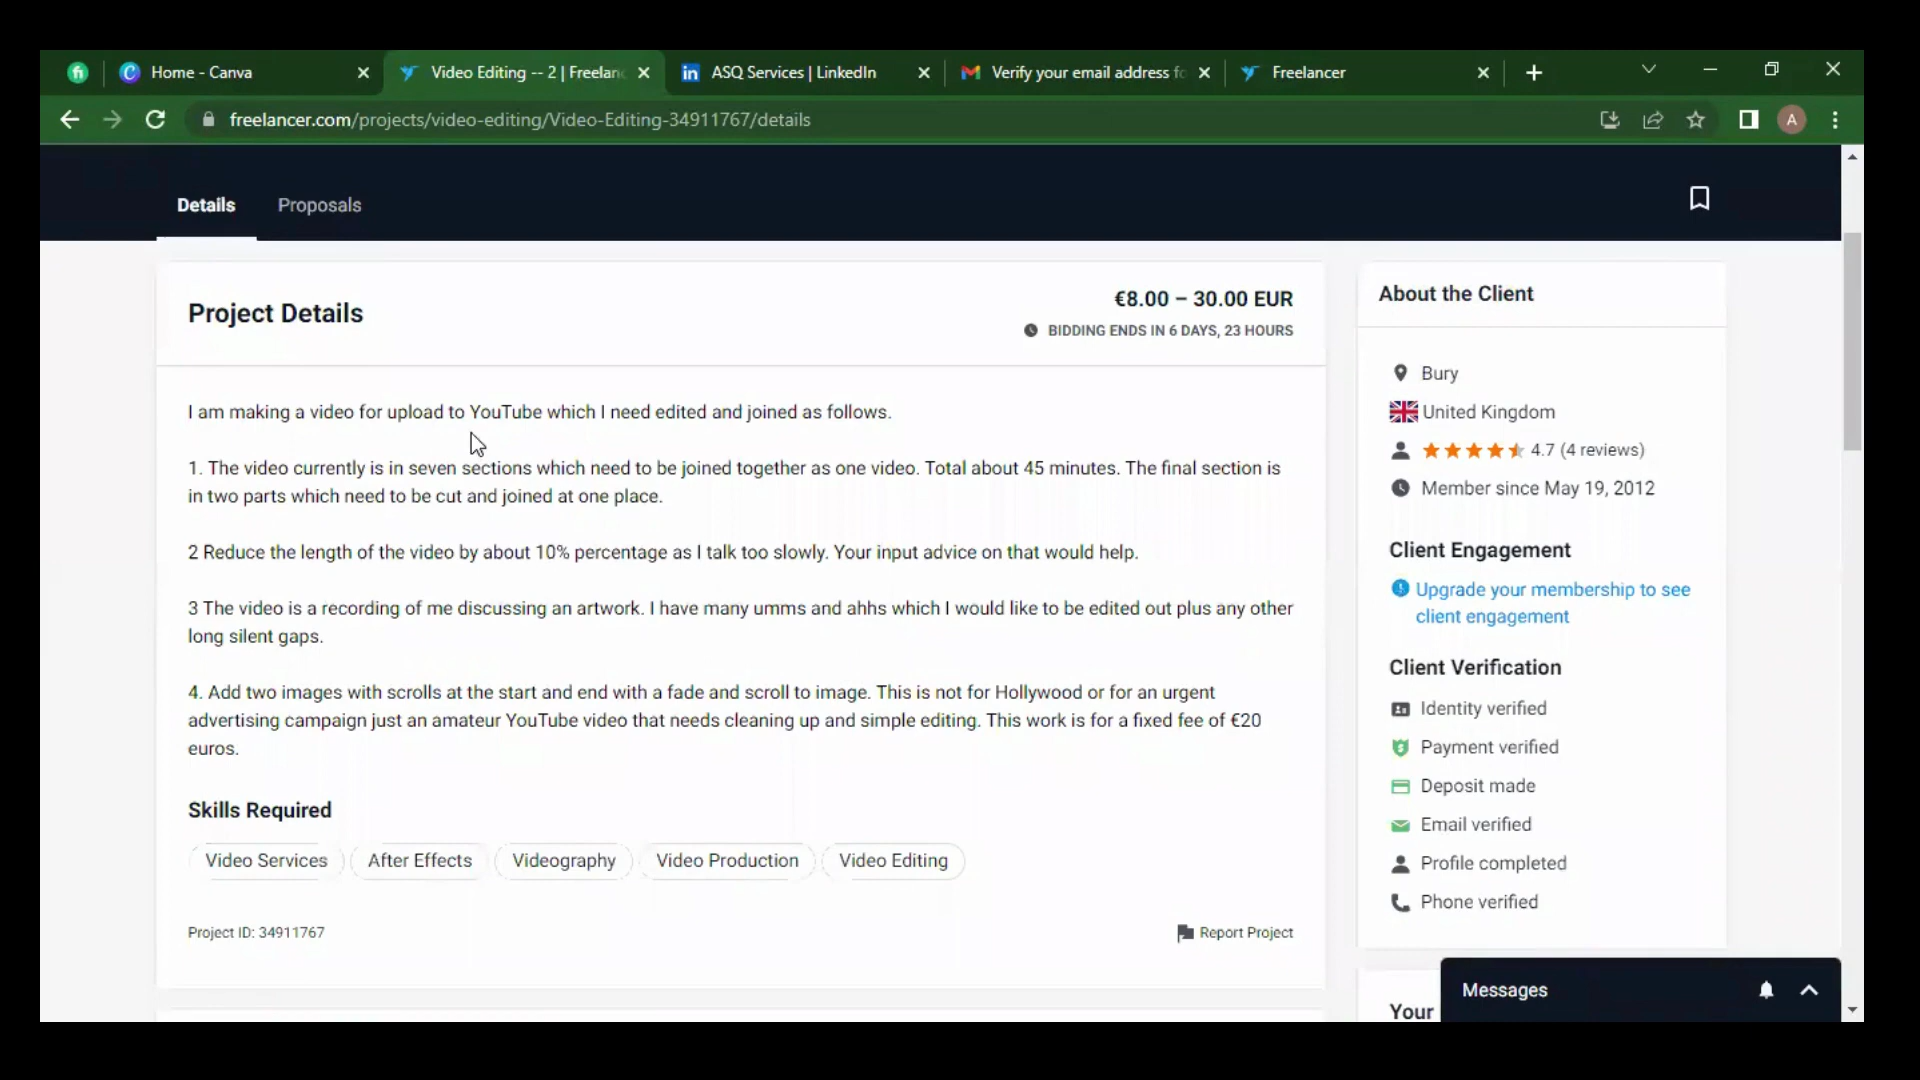 Home - Canva
Video Editing -- 2 | Freelan
ASQ Services | LinkedIn
Verify your email address fo
Freelancer
freelancer.com/projects/video-editing/Video-Editing-34911767/details
A
Details
Proposals
Project Details
€8.00 – 30.00 EUR
BIDDING ENDS IN 6 DAYS, 23 HOURS
I am making a video for upload to YouTube which I need edited and joined as follows.
1. The video currently is in seven sections which need to be joined together as one video. Total about 45 minutes. The final section is
in two parts which need to be cut and joined at one place.
2 Reduce the length of the video by about 10% percentage as I talk too slowly. Your input advice on that would help.
3 The video is a recording of me discussing an artwork. I have many umms and ahhs which I would like to be edited out plus any other
long silent gaps.
4. Add two images with scrolls at the start and end with a fade and scroll to image. This is not for Hollywood or for an urgent
advertising campaign just an amateur YouTube video that needs cleaning up and simple editing. This work is for a fixed fee of €20
euros.
Skills Required
Video Services
After Effects
Videography
Video Production
Video Editing
Project ID: 34911767
Report Project
About the Client
Bury
United Kingdom
4.7 (4 reviews)
Member since May 19, 2012
Client Engagement
Upgrade your membership to see
client engagement
Client Verification
Identity verified
Payment verified
Deposit made
Email verified
Profile completed
Phone verified
Your
Messages